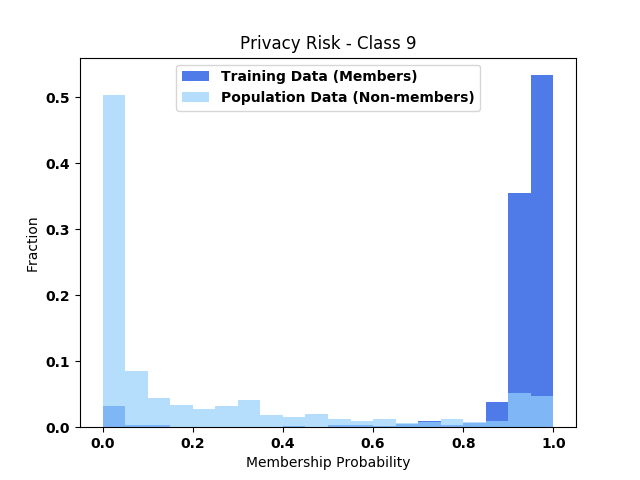 Privacy Risk - Class 9
Training Data (Members)
Population Data (Non-members)
Fraction
0.5
0.4
0.3
0.2
0.1
0.0
0.0 0.2 0.4 0.6 0.8 1.0
Membership Probability